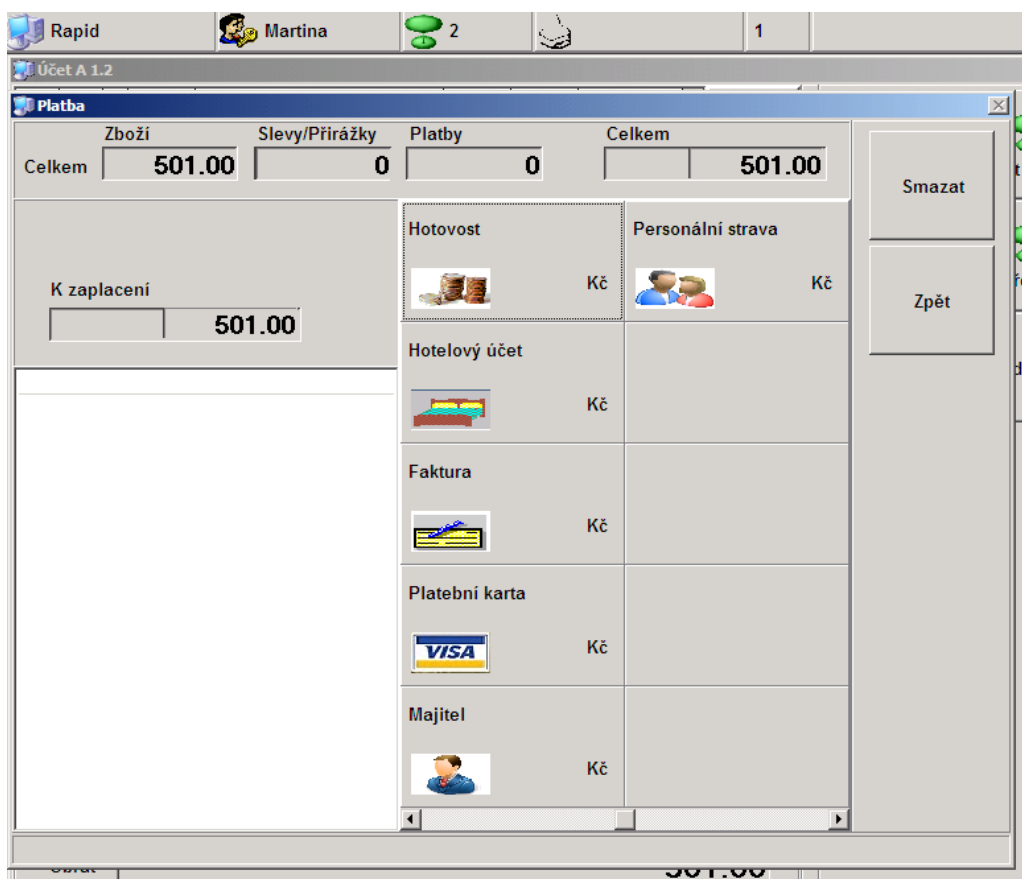 Rapid Martina 2 1
Účet A 1.2
Platba
Zboží Slevy/Přirážky Platby Celkem
Celkem 501.00 0 0 501.00
Smazat
Hotovost Personální strava
Kč Kč
K zaplacení
501.00
Zpět
Hotelový účet
Kč
Faktura
Kč
Platební karta
VISA Kč
Majitel
Kč